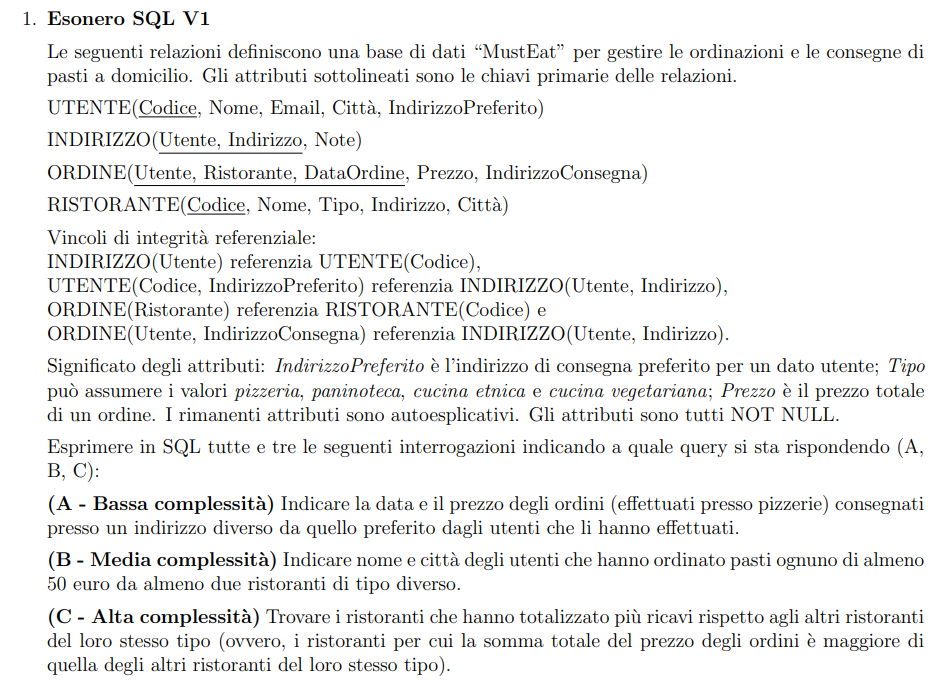 1. Esonero SQL V1
Le seguenti relazioni definiscono una base di dati “MustEat” per gestire le ordinazioni e le consegne di
pasti a domicilio. Gli attributi sottolineati sono le chiavi primarie delle relazioni.
UTENTE(Codice, Nome, Email, Città, IndirizzoPreferito)
INDIRIZZO(Utente, Indirizzo, Note)
ORDINE(Utente, Ristorante, DataOrdine, Prezzo, IndirizzoConsegna)
RISTORANTE(Codice, Nome, Tipo, Indirizzo, Città)
Vincoli di integrità referenziale:
INDIRIZZO(Utente) referenzia UTENTE(Codice),
UTENTE(Codice, IndirizzoPreferito) referenzia INDIRIZZO(Utente, Indirizzo),
ORDINE(Ristorante) referenzia RISTORANTE(Codice) e
ORDINE(Utente, IndirizzoConsegna) referenzia INDIRIZZO(Utente, Indirizzo).
Significato degli attributi: IndirizzoPreferito è l’indirizzo di consegna preferito per un dato utente; Tipo
può assumere i valori pizzeria, paninoteca, cucina etnica e cucina vegetariana; Prezzo è il prezzo totale
di un ordine. I rimanenti attributi sono autoesplicativi. Gli attributi sono tutti NOT NULL.
Esprimere in SQL tutte e tre le seguenti interrogazioni indicando a quale query si sta rispondendo (A,
B, C):
(A - Bassa complessità) Indicare la data e il prezzo degli ordini (effettuati presso pizzerie) consegnati
presso un indirizzo diverso da quello preferito dagli utenti che li hanno effettuati.
(B - Media complessità) Indicare nome e città degli utenti che hanno ordinato pasti ognuno di almeno
50 euro da almeno due ristoranti di tipo diverso.
(C - Alta complessità) Trovare i ristoranti che hanno totalizzato più ricavi rispetto agli altri ristoranti
del loro stesso tipo (ovvero, i ristoranti per cui la somma totale del prezzo degli ordini è maggiore di
quella degli altri ristoranti del loro stesso tipo).